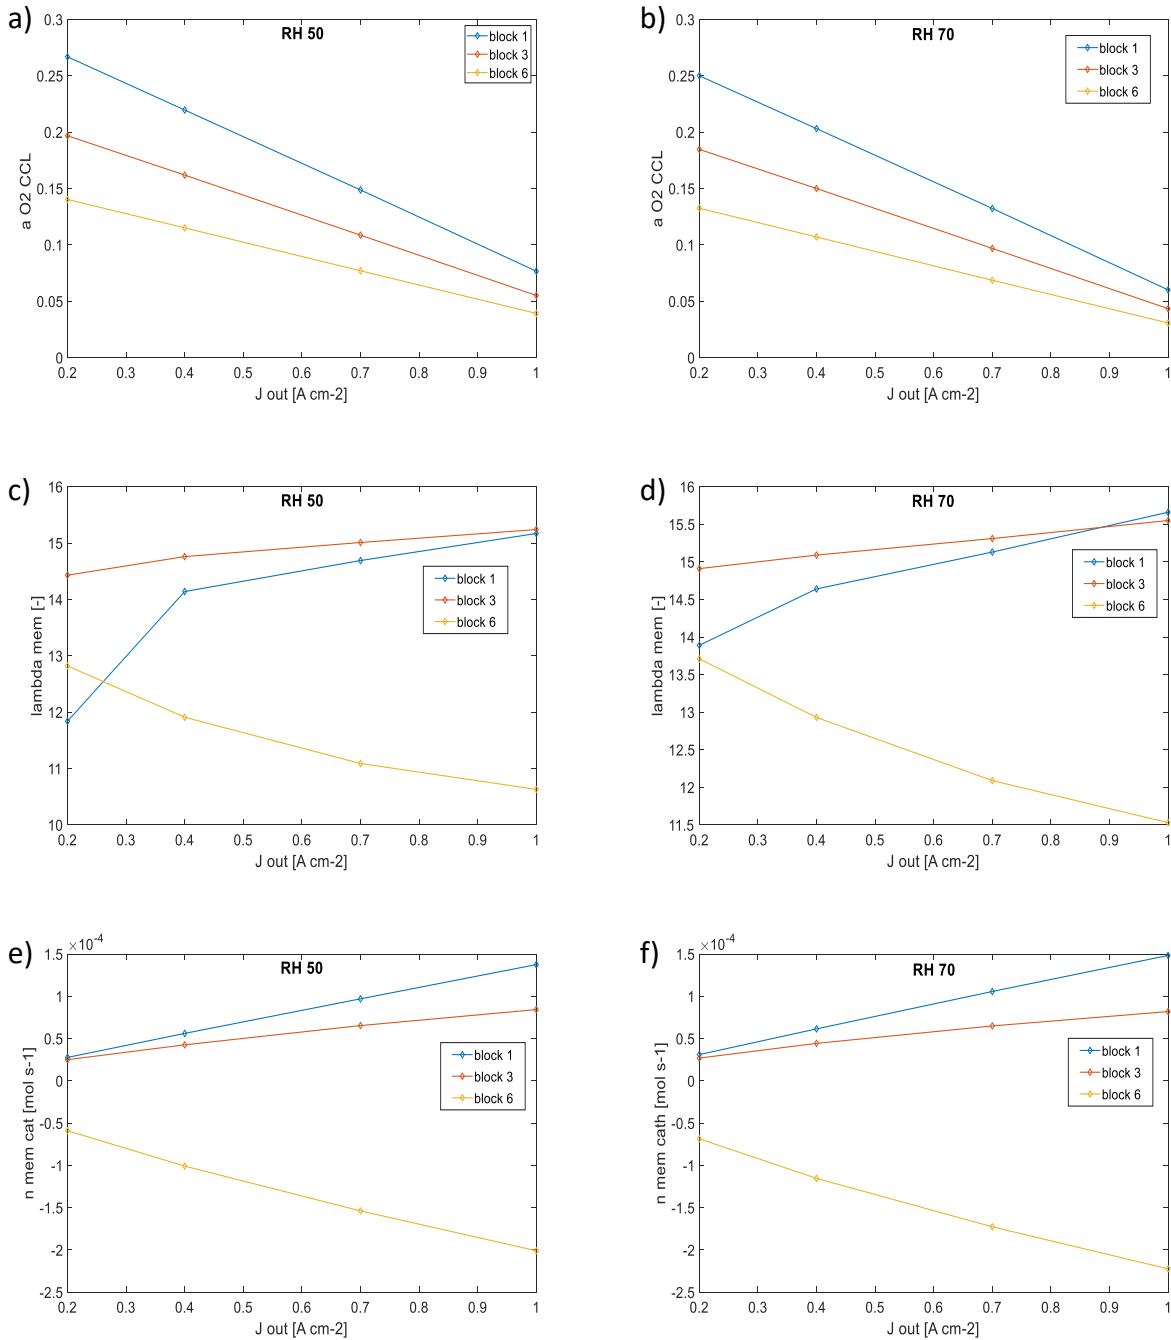 a)
RH 50
block 1
block 3
block 6
0.3
0.25
0.2
0.15
0.1
0.05
0
a O2 CCL
0.2 0.3 0.4 0.5 0.6 0.7 0.8 0.9 1
J out [A cm-2]
b)
RH 70
block 1
block 3
block 6
0.3
0.25
0.2
0.15
0.1
0.05
0
a O2 CCL
0.2 0.3 0.4 0.5 0.6 0.7 0.8 0.9 1
J out [A cm-2]
c)
RH 50
block 1
block 3
block 6
16
15
14
13
12
11
10
lambda mem [-]
0.2 0.3 0.4 0.5 0.6 0.7 0.8 0.9 1
J out [A cm-2]
d)
RH 70
block 1
block 3
block 6
16
15.5
15
14.5
14
13.5
13
12.5
12
11.5
lambda mem [-]
0.2 0.3 0.4 0.5 0.6 0.7 0.8 0.9 1
J out [A cm-2]
e)
×10-4
RH 50
block 1
block 3
block 6
1.5
1
0.5
0
-0.5
-1
-1.5
-2
-2.5
n mem cat [mol s-1]
0.2 0.3 0.4 0.5 0.6 0.7 0.8 0.9 1
J out [A cm-2]
f)
×10-4
RH 70
block 1
block 3
block 6
1.5
1
0.5
0
-0.5
-1
-1.5
-2
-2.5
n mem cath [mol s-1]
0.2 0.3 0.4 0.5 0.6 0.7 0.8 0.9 1
J out [A cm-2]